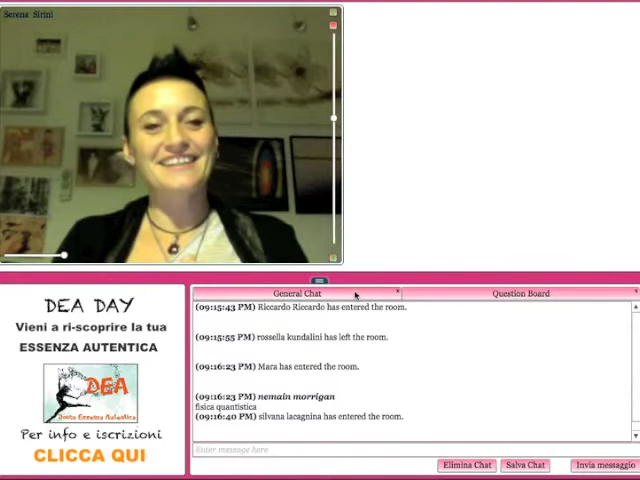 Serena Sirini
DEA DAY
Vieni a ri-scoprire la tua
ESSENZA AUTENTICA
DEA
Donta Essenza Autentica
Per info e iscrizioni
CLICCA QUI
General Chat
Question Board
(09:15:43 PM) Riccardo Riccardo has entered the room.
(09:15:55 PM) rossella kundalini has left the room.
(09:16:23 PM) Mara has entered the room.
(09:16:23 PM) nemain morrigan
fisica quantistica
(09:16:40 PM) silvana lacagnina has entered the room.
Enter message here
Elimina Chat
Salva Chat
Invia messaggio